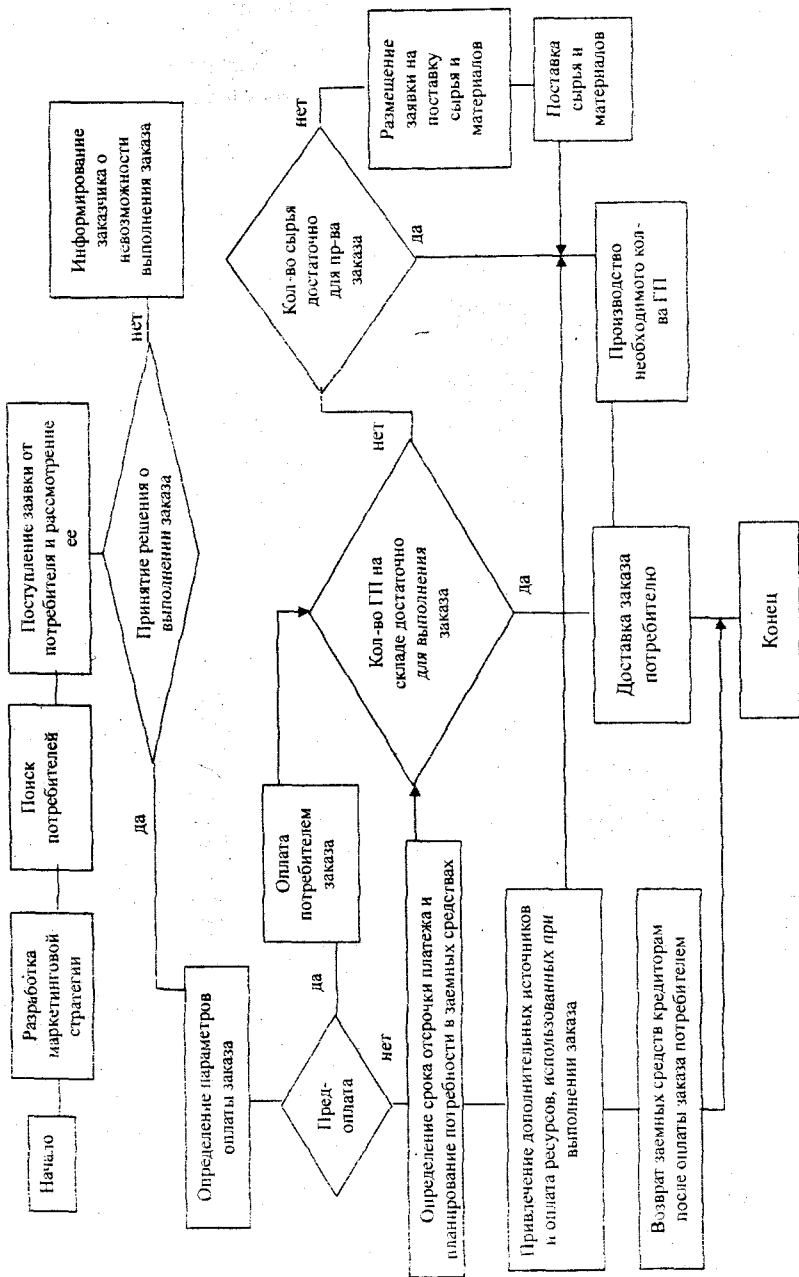 Начало
Разработка
маркетинговой
стратегии
Поиск
потребителей
Поступление заявки от
потребителя и рассмотрение
ее
Принятие решения о
выполнении заказа
да
нет
Информирование
заказчика о
невозможности
выполнения заказа
Определение параметров
оплаты заказа
Пред-
оплата
да
нет
Оплата
потребителем
заказа
Определение срока отсрочки платежа и
планирование потребности в заемных средствах
Кол-во ГП на
складе достаточно
для выполнения
заказа
нет
да
Кол-во сырья
достаточно
для пр-ва
заказа
нет
да
Размещение
заявки на
поставку
сырья и
материалов
Поставка
сырья и
материалов
Привлечение дополнительных источников
и оплата ресурсов, использованных при
выполнении заказа
Производство
необходимого кол-
ва ГП
Доставка заказа
потребителю
Возврат заемных средств кредиторам
после оплаты заказа потребителем
Конец